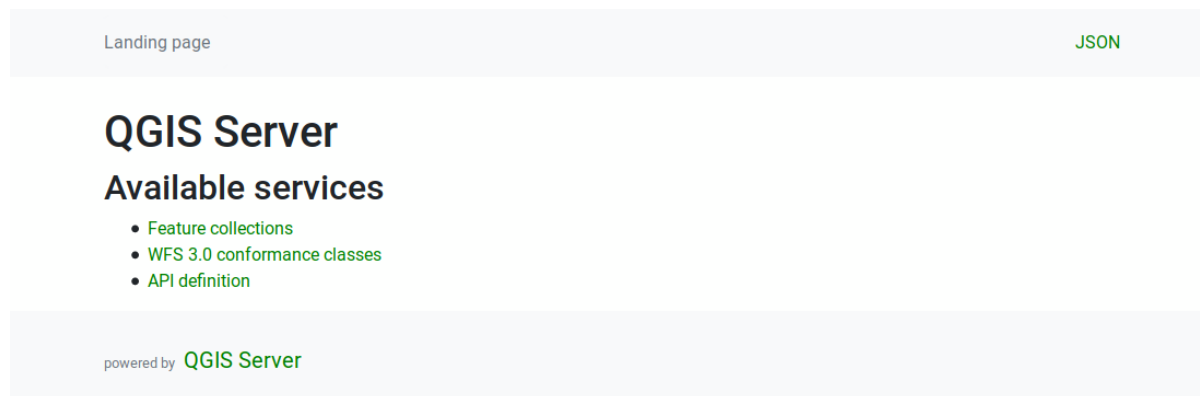 Landing page JSON
QGIS Server
Available services
Feature collections
WFS 3.0 conformance classes
API definition
powered by QGIS Server